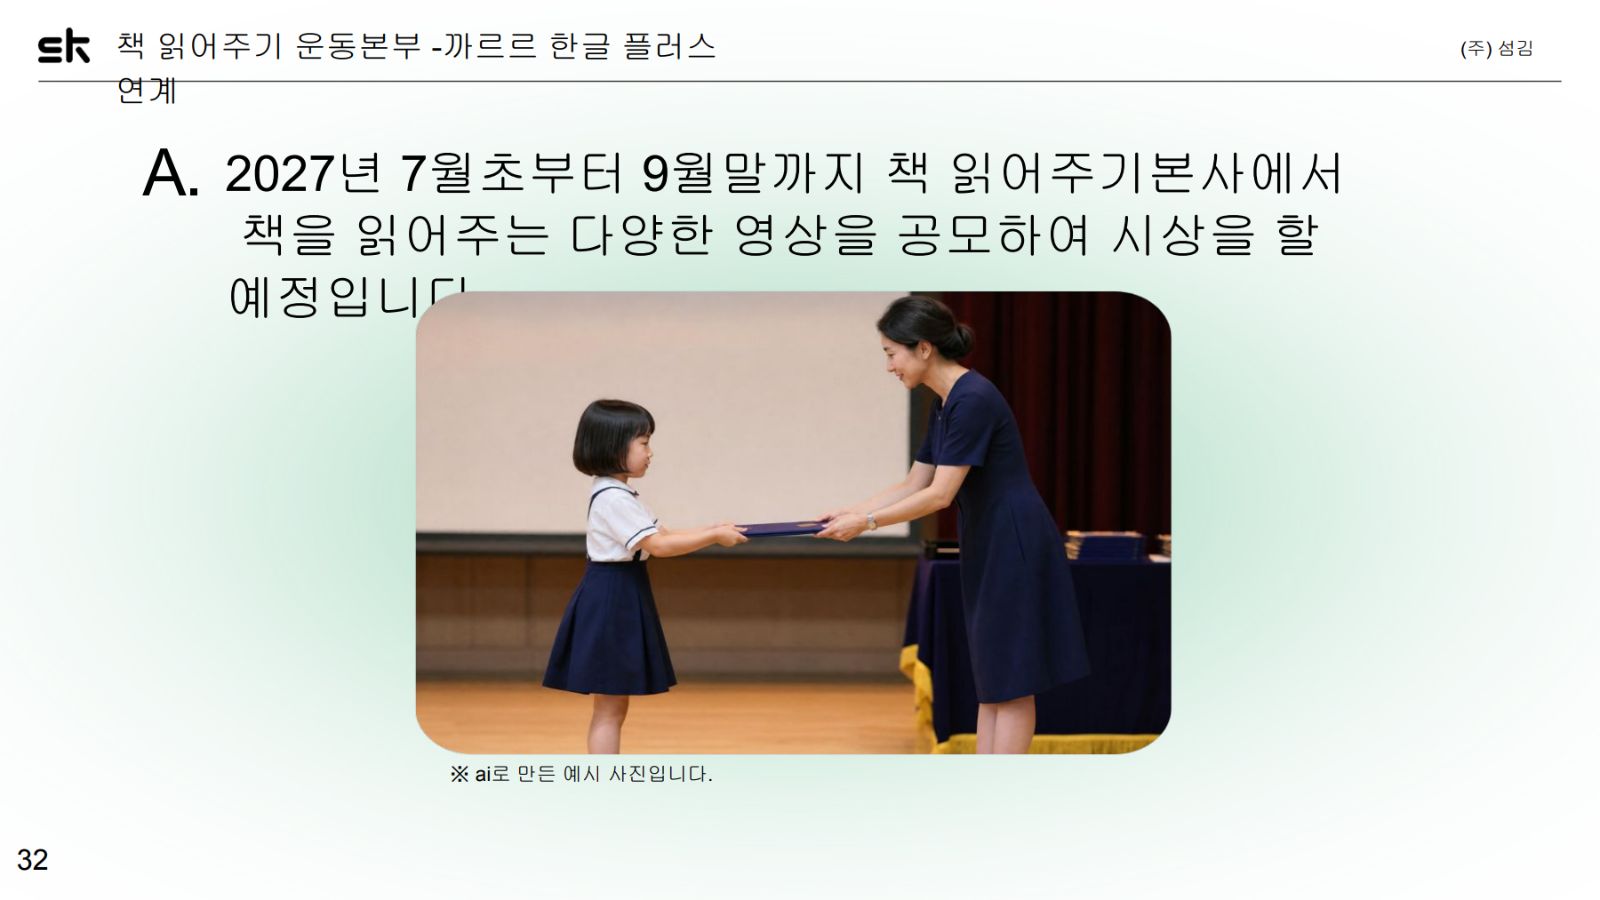 sk 책 읽어주기 운동본부 -까르르 한글 플러스
연계
(주) 섬김
A. 2027년 7월초부터 9월말까지 책 읽어주기본사에서
책을 읽어주는 다양한 영상을 공모하여 시상을 할
예정입니다
※ ai로 만든 예시 사진입니다.
32